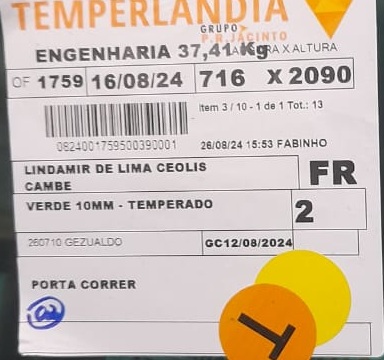 TEMPERLANDIA
GRUPO
P.R.JACINTO
ENGENHARIA 37,41 Kg X ALTURA
OF 1759 16/08/24 716 X 2090
Item 3 / 10 - 1 de 1 Tot.: 13
0824001759500390001 26/08/24 15:53 FABINHO
LINDAMIR DE LIMA CEOLIS
CAMBE
FR
VERDE 10MM - TEMPERADO
2
260710 GEZUALDO GC12/08/2024
PORTA CORRER
02
T